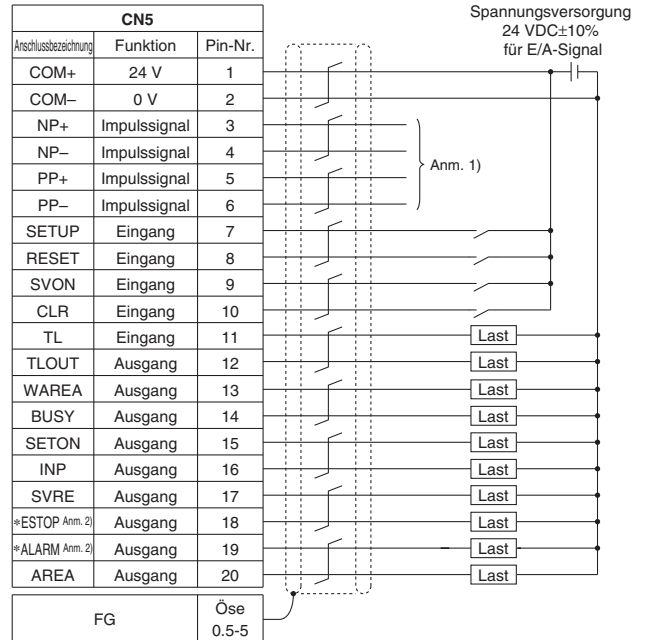 CN5
Spannungsversorgung
24 VDC±10%
für E/A-Signal
Anschlussbezeichnung Funktion Pin-Nr.
COM+ 24 V 1
COM– 0 V 2
NP+ Impulssignal 3
NP– Impulssignal 4
PP+ Impulssignal 5
PP– Impulssignal 6
Anm. 1)
SETUP Eingang 7
RESET Eingang 8
SVON Eingang 9
CLR Eingang 10
TL Eingang 11 Last
TLOUT Ausgang 12 Last
WAREA Ausgang 13 Last
BUSY Ausgang 14 Last
SETON Ausgang 15 Last
INP Ausgang 16 Last
SVRE Ausgang 17 Last
*ESTOP Anm. 2) Ausgang 18 Last
*ALARM Anm. 2) Ausgang 19 Last
AREA Ausgang 20 Last
FG Öse
0.5-5